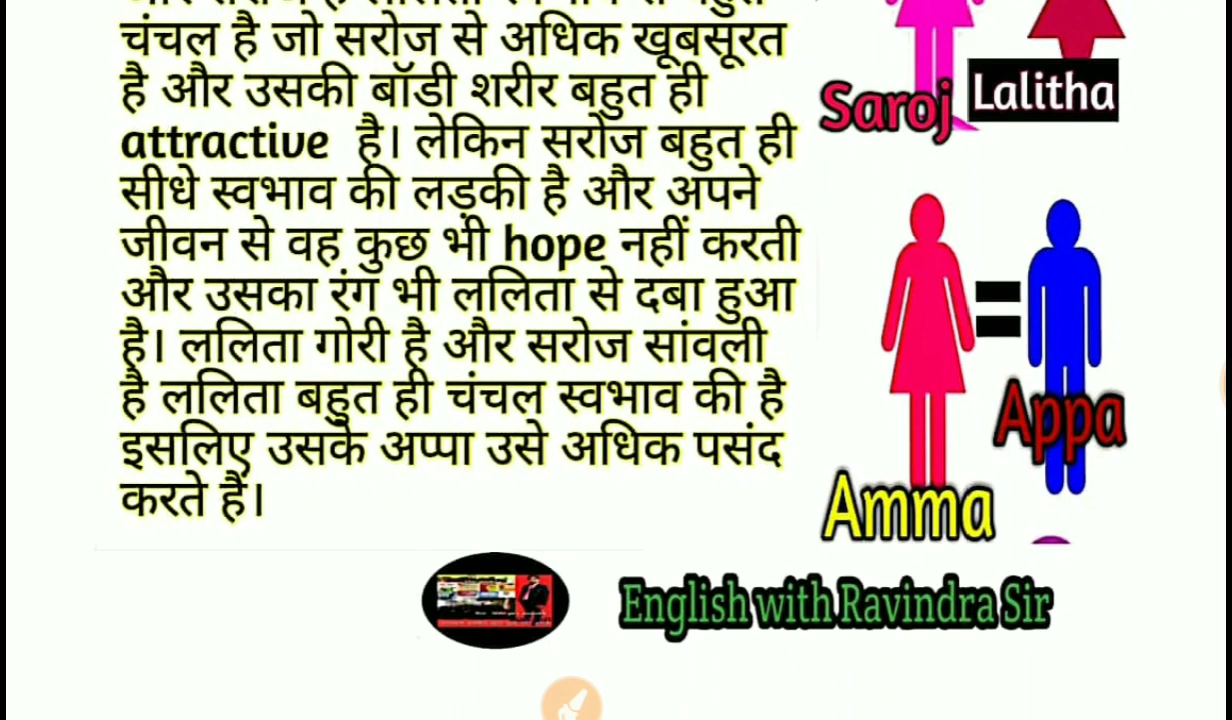 चंचल है जो सरोज से अधिक खूबसूरत
है और उसकी बॉडी शरीर बहुत ही
attractive है। लेकिन सरोज बहुत ही
सीधे स्वभाव की लड़की है और अपने
जीवन से वह कुछ भी hope नहीं करती
और उसका रंग भी ललिता से दबा हुआ
है। ललिता गोरी है और सरोज सांवली
है ललिता बहुत ही चंचल स्वभाव की है
इसलिए उसके अप्पा उसे अधिक पसंद
करते हैं।
Saroj
Lalitha
=
Appa
Amma
English with Ravindra Sir